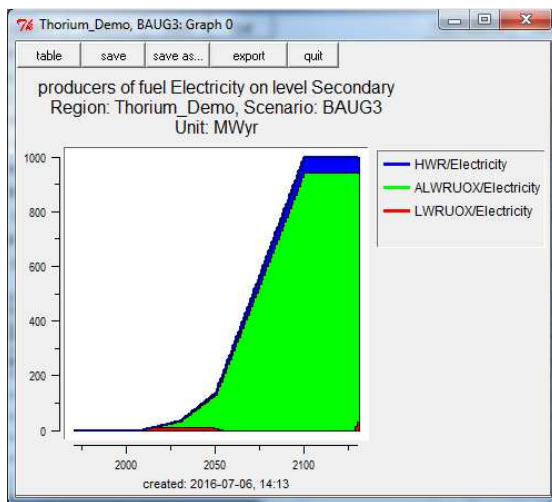 Thorium_Demo, BAUG3: Graph 0
table save save as... export quit
producers of fuel Electricity on level Secondary
Region: Thorium_Demo, Scenario: BAUG3
Unit: MWyr
1000
800
600
400
200
0
2000 2050 2100
created: 2016-07-06, 14:13
HWR/Electricity
ALWRUOX/Electricity
LWRUOX/Electricity